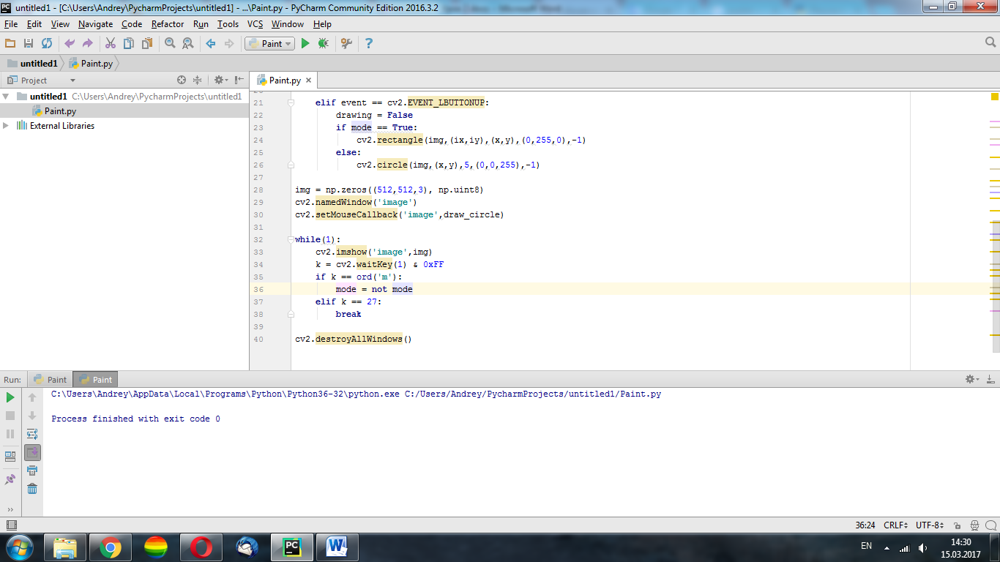 untitled1 - [C:\Users\Andrey\PycharmProjects\untitled1] - ...\Paint.py - PyCharm Community Edition 2016.3.2
File Edit View Navigate Code Refactor Run Tools VCS Window Help
Paint
untitled1 Paint.py
Project
Paint.py
untitled1 C:\Users\Andrey\PycharmProjects\untitled1
Paint.py
External Libraries
21 elif event == cv2.EVENT_LBUTTONUP:
22 drawing = False
23 if mode == True:
24 cv2.rectangle(img,(ix,iy),(x,y),(0,255,0),-1)
25 else:
26 cv2.circle(img,(x,y),5,(0,0,255),-1)
27
28 img = np.zeros((512,512,3), np.uint8)
29 cv2.namedWindow('image')
30 cv2.setMouseCallback('image',draw_circle)
31
32 while(1):
33 cv2.imshow('image',img)
34 k = cv2.waitKey(1) & 0xFF
35 if k == ord('m'):
36 mode = not mode
37 elif k == 27:
38 break
39
40 cv2.destroyAllWindows()
Run: Paint Paint
C:\Users\Andrey\AppData\Local\Programs\Python\Python36-32\python.exe C:/Users/Andrey/PycharmProjects/untitled1/Paint.py
Process finished with exit code 0
36:24 CRLF UTF-8
EN
14:30
15.03.2017